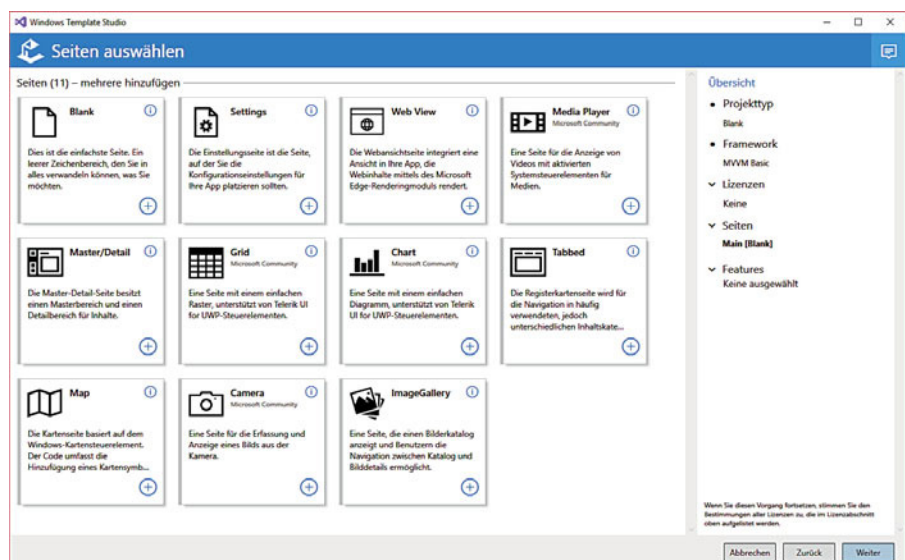 Windows Template Studio
Seiten auswählen
Seiten (11) – mehrere hinzufügen
Blank
Dies ist die einfachste Seite. Ein
leerer Zeichenbereich, den Sie in
alles verwandeln können, was Sie
möchten.
Settings
Die Einstellungsseite ist die Seite,
auf der Sie die
Konfigurationseinstellungen für
Ihre App platzieren sollten.
Web View
Die Webansichtseite integriert eine
Ansicht in Ihre App, die
Webinhalte mittels des Microsoft
Edge-Renderingmoduls rendert.
Media Player
Microsoft Community
Eine Seite für die Anzeige von
Videos mit aktivierten
Systemsteuerelementen für
Medien.
Master/Detail
Die Master-Detail-Seite besitzt
einen Masterbereich und einen
Detailbereich für Inhalte.
Grid
Microsoft Community
Eine Seite mit einem einfachen
Raster, unterstützt von Telerik UI
for UWP-Steuerelementen.
Chart
Microsoft Community
Eine Seite mit einem einfachen
Diagramm, unterstützt von Telerik
UI for UWP-Steuerelementen.
Tabbed
Die Registerkartenseite wird für
die Navigation in häufig
verwendeten, jedoch
unterschiedlichen Inhaltskate...
Map
Die Kartenseite basiert auf dem
Windows-Kartensteuerelement.
Der Code umfasst die
Hinzufügung eines Kartensymb...
Camera
Microsoft Community
Eine Seite für die Erfassung und
Anzeige eines Bilds aus der
Kamera.
ImageGallery
Eine Seite, die einen Bilderkatalog
anzeigt und Benutzern die
Navigation zwischen Katalog und
Bilddetails ermöglicht.
Übersicht
Projekttyp
Blank
Framework
MVVM Basic
Lizenzen
Keine
Seiten
Main [Blank]
Features
Keine ausgewählt
Wenn Sie diesen Vorgang fortsetzen, stimmen Sie den
Bestimmungen aller Lizenzen zu, die im Lizenzabschnitt
oben aufgelistet werden.
Abbrechen
Zurück
Weiter